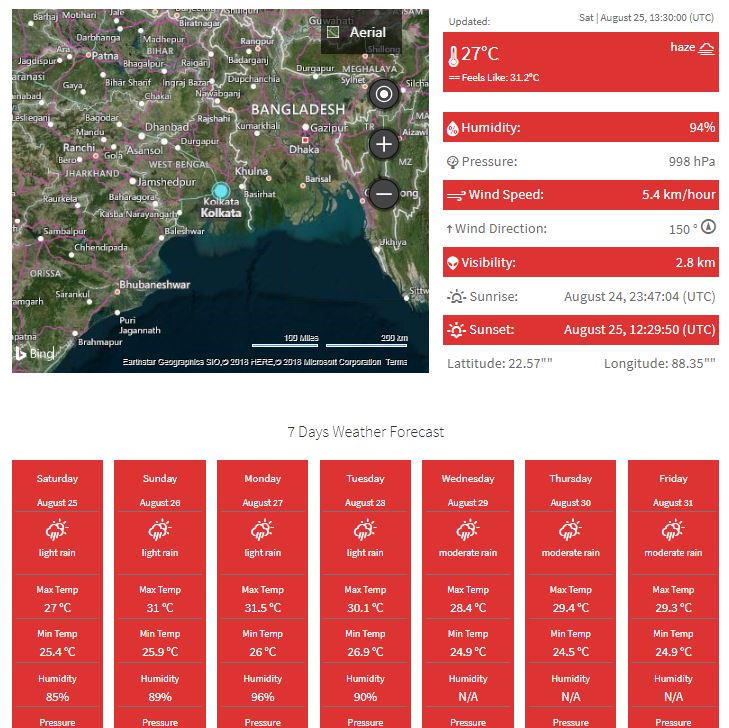 Aerial
Guwahati
Shillong
Bhojpur
Motihari
Biratnagar
Darbhanga
Madhepur
Rangpur
Jagdispur
Ara
Patna
BIHAR
Bhagalpur
Raiganj
Badarganj
MEGHALAYA
Durgapur
Sylhet
Silchar
aranasi
Gaya
Bihar Sharif
Ingraj Bazar
Dupchanchia
Chakai
Nawabganj
BANGLADESH
Lesleiganj
Bagodar
Rajshahi
Kumarkhali
Gazipur
Mandu
Dhanbad
Durgapur
Dhaka
TR
Aizawl
Ranchi
Gola
Asansol
Bero
WEST BENGAL
Khulna
MZ
JHARKHAND
Jamshedpur
Barisal
Raurkela
Baharagora
Kolkata
Basirhat
ong
Kasba Narayangarh
Kolkata
Sambalpur
Baleshwar
Chhendipada
Ukhiya
ORISSA
Bhubaneshwar
amgarh
Sarankul
Sittw
Puri
Jagannath
apatna
Brahmapur
100 Miles
200 km
Bing
Earthstar Geographics SIO,© 2018 HERE,© 2018 Microsoft Corporation Terms
Updated:
Sat | August 25, 13:30:00 (UTC)
27°C
haze
Feels Like: 31.2°C
Humidity: 94%
Pressure: 998 hPa
Wind Speed: 5.4 km/hour
Wind Direction: 150 °
Visibility: 2.8 km
Sunrise: August 24, 23:47:04 (UTC)
Sunset: August 25, 12:29:50 (UTC)
Lattitude: 22.57"" Longitude: 88.35""
7 Days Weather Forecast
Saturday Sunday Monday Tuesday Wednesday Thursday Friday
August 25 August 26 August 27 August 28 August 29 August 30 August 31
light rain light rain light rain light rain moderate rain moderate rain moderate rain
Max Temp Max Temp Max Temp Max Temp Max Temp Max Temp Max Temp
27 °C 31 °C 31.5 °C 30.1 °C 28.4 °C 29.4 °C 29.3 °C
Min Temp Min Temp Min Temp Min Temp Min Temp Min Temp Min Temp
25.4 °C 25.9 °C 26 °C 26.9 °C 24.9 °C 24.5 °C 24.9 °C
Humidity Humidity Humidity Humidity Humidity Humidity Humidity
85% 89% 96% 90% N/A N/A N/A
Pressure Pressure Pressure Pressure Pressure Pressure Pressure